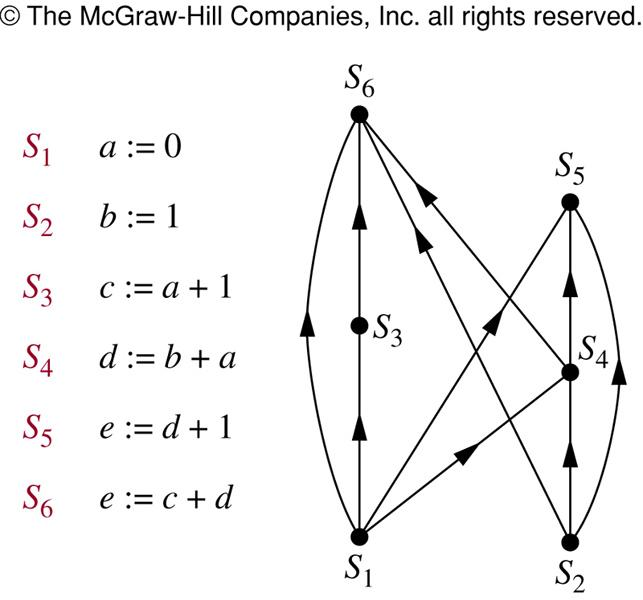 © The McGraw-Hill Companies, Inc. all rights reserved.
S₁ a := 0
S₂ b := 1
S₃ c := a + 1
S₄ d := b + a
S₅ e := d + 1
S₆ e := c + d
S₆
S₅
S₃
S₄
S₁
S₂